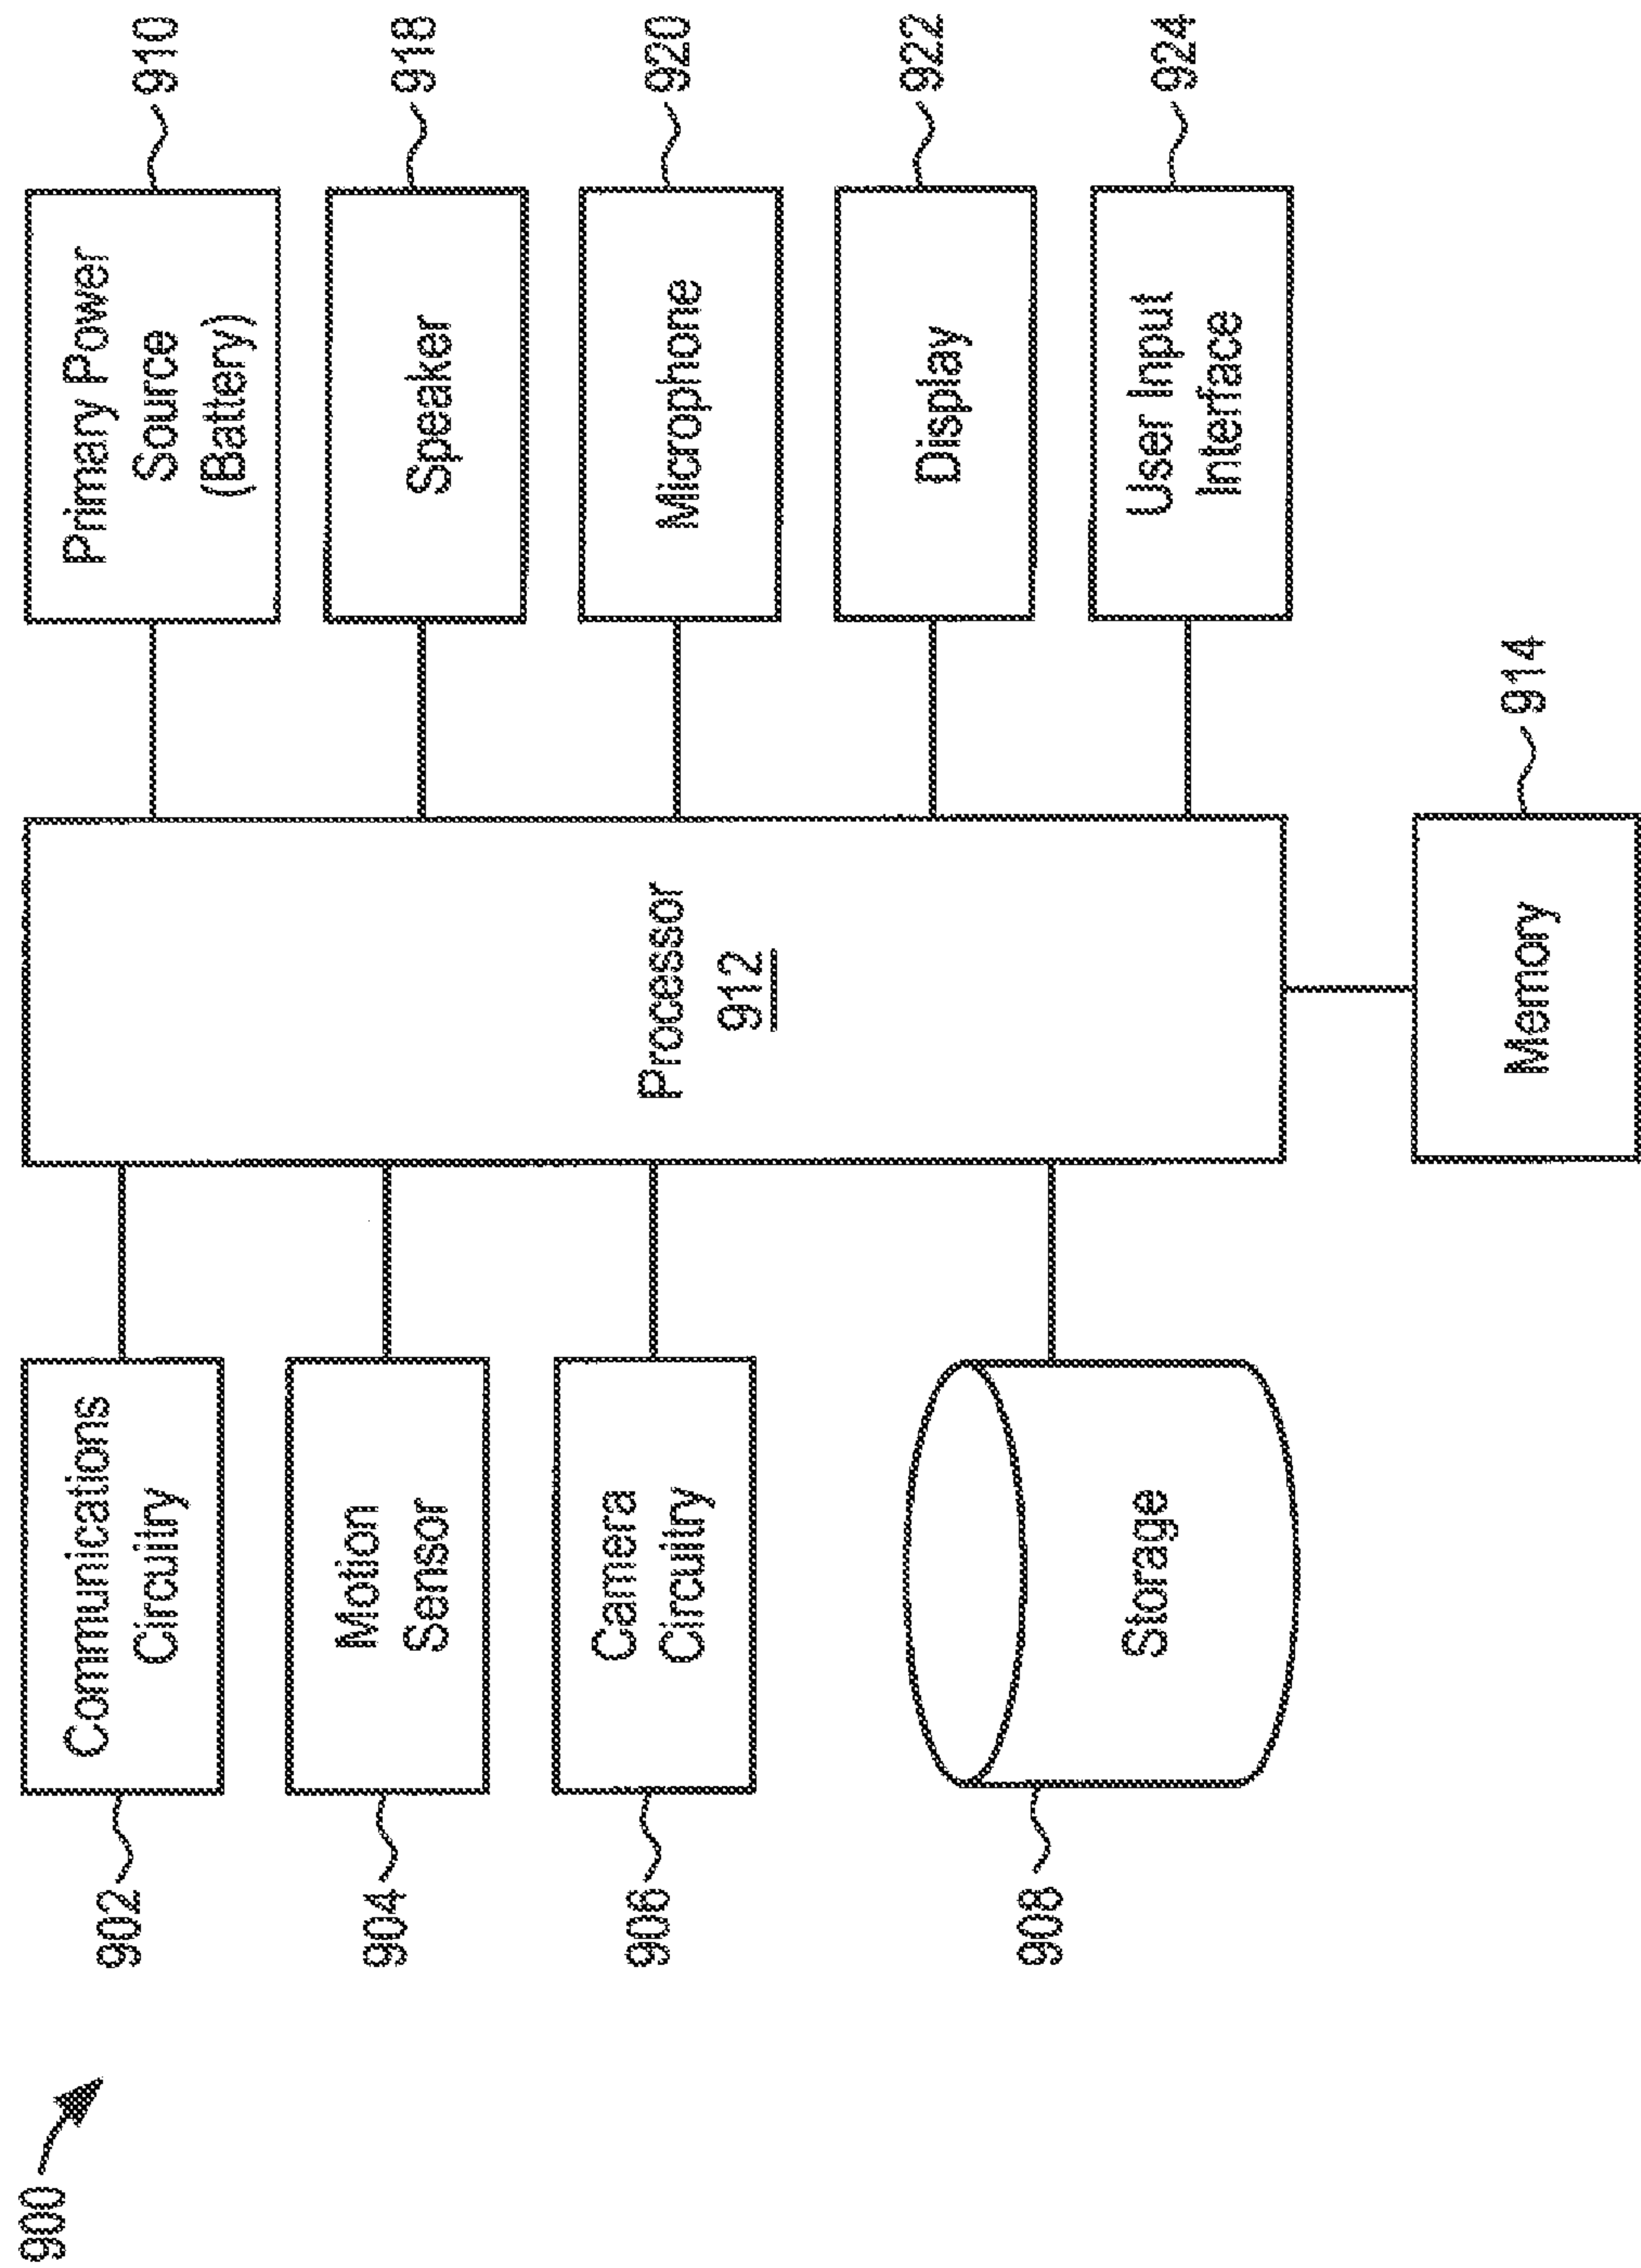 900
902
Communications
Circuitry
904
Motion
Sensor
906
Camera
Circuitry
908
Storage
Processor
912
Primary Power
Source
(Battery)
910
Speaker
918
Microphone
920
Display
922
User Input
Interface
924
Memory
914